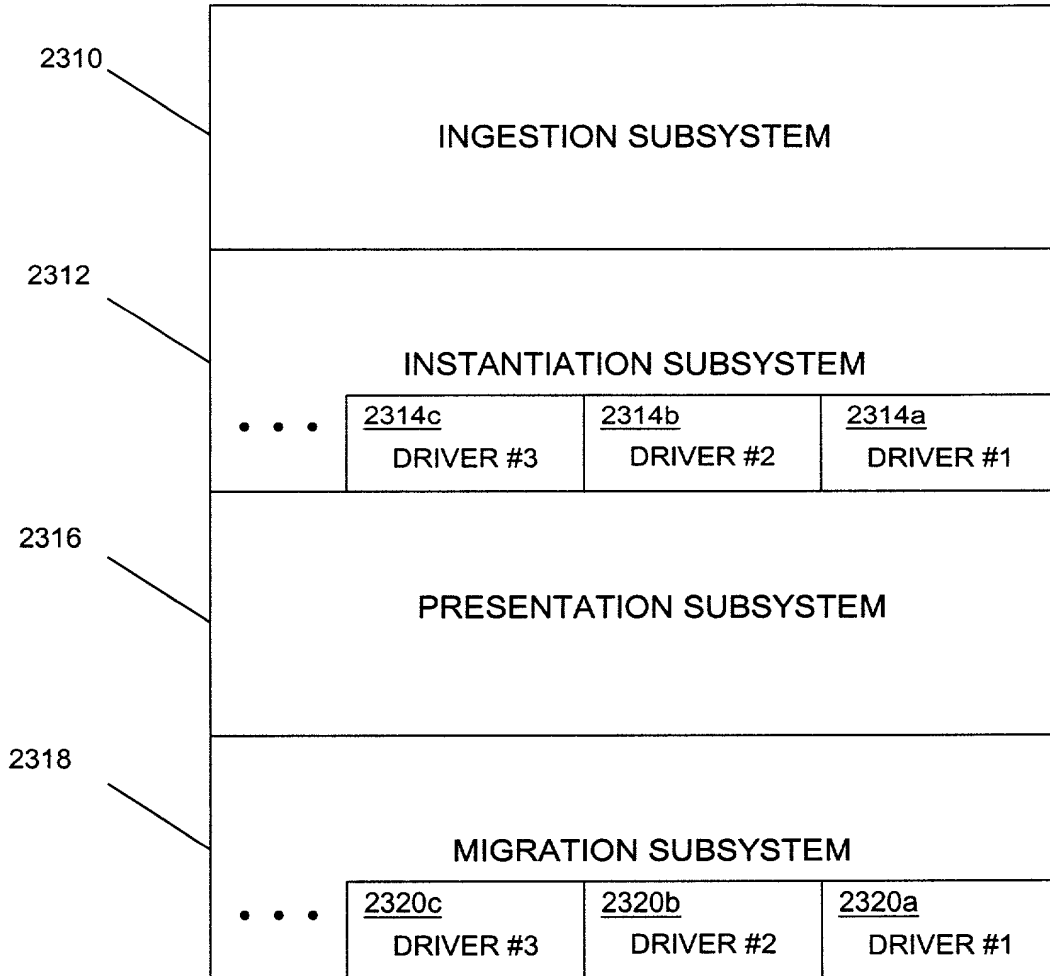 2310
INGESTION SUBSYSTEM
2312
INSTANTIATION SUBSYSTEM
• • •
2314c
2314b
2314a
DRIVER #3
DRIVER #2
DRIVER #1
2316
PRESENTATION SUBSYSTEM
2318
MIGRATION SUBSYSTEM
• • •
2320c
2320b
2320a
DRIVER #3
DRIVER #2
DRIVER #1